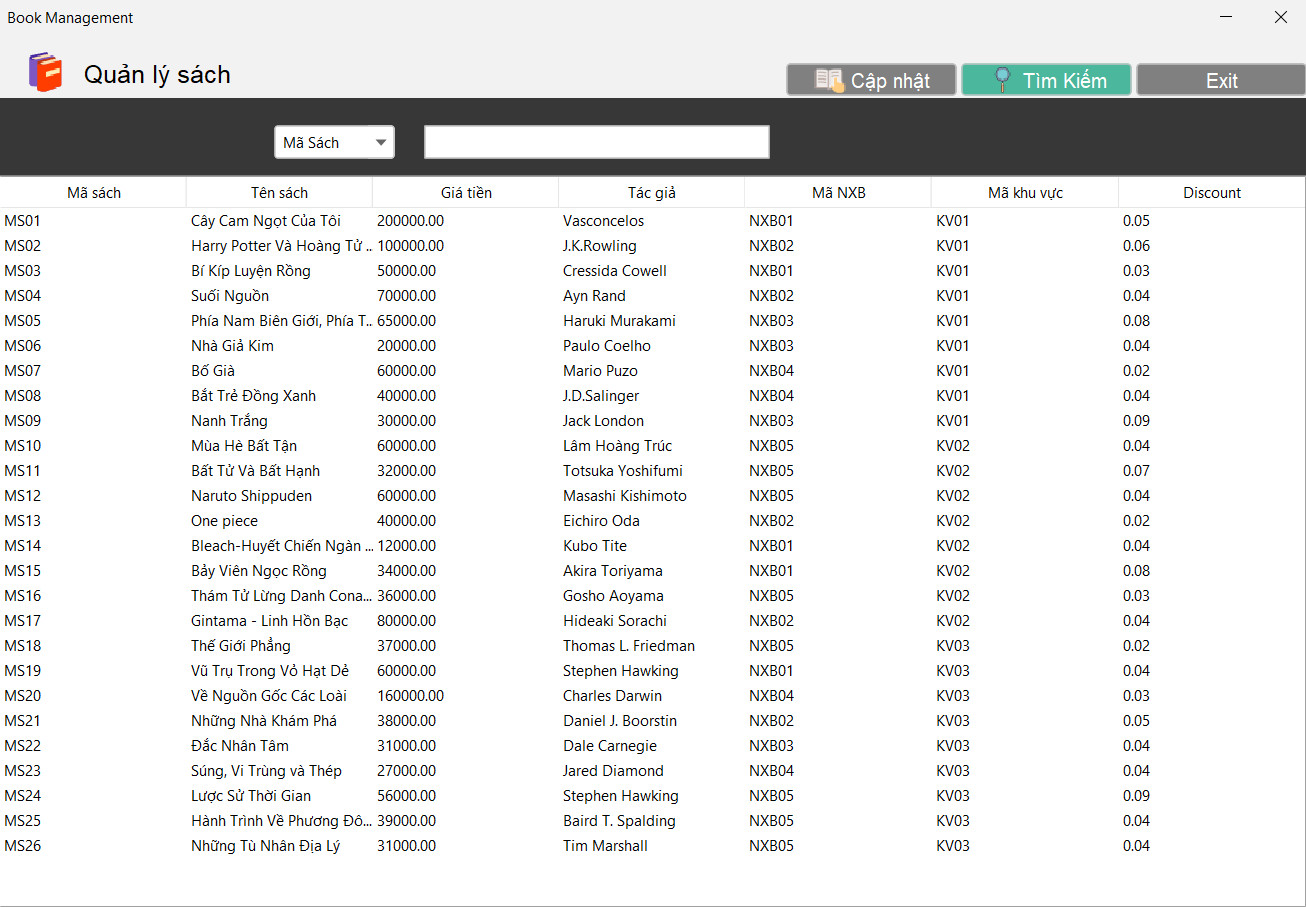 Book Management
Quản lý sách
Cập nhật Tìm Kiếm Exit
Mã Sách
Mã sách Tên sách Giá tiền Tác giả Mã NXB Mã khu vực Discount
MS01 Cây Cam Ngọt Của Tôi 200000.00 Vasconcelos NXB01 KV01 0.05
MS02 Harry Potter Và Hoàng Tử ... 100000.00 J.K.Rowling NXB02 KV01 0.06
MS03 Bí Kíp Luyện Rồng 50000.00 Cressida Cowell NXB01 KV01 0.03
MS04 Suối Nguồn 70000.00 Ayn Rand NXB02 KV01 0.04
MS05 Phía Nam Biên Giới, Phía T... 65000.00 Haruki Murakami NXB03 KV01 0.08
MS06 Nhà Giả Kim 20000.00 Paulo Coelho NXB03 KV01 0.04
MS07 Bố Già 60000.00 Mario Puzo NXB04 KV01 0.02
MS08 Bắt Trẻ Đồng Xanh 40000.00 J.D.Salinger NXB04 KV01 0.04
MS09 Nanh Trắng 30000.00 Jack London NXB03 KV01 0.09
MS10 Mùa Hè Bất Tận 60000.00 Lâm Hoàng Trúc NXB05 KV02 0.04
MS11 Bất Tử Và Bất Hạnh 32000.00 Totsuka Yoshifumi NXB05 KV02 0.07
MS12 Naruto Shippuden 60000.00 Masashi Kishimoto NXB05 KV02 0.04
MS13 One piece 40000.00 Eichiro Oda NXB02 KV02 0.02
MS14 Bleach-Huyết Chiến Ngàn ... 12000.00 Kubo Tite NXB01 KV02 0.04
MS15 Bảy Viên Ngọc Rồng 34000.00 Akira Toriyama NXB01 KV02 0.08
MS16 Thám Tử Lừng Danh Cona... 36000.00 Gosho Aoyama NXB05 KV02 0.03
MS17 Gintama - Linh Hồn Bạc 80000.00 Hideaki Sorachi NXB02 KV02 0.04
MS18 Thế Giới Phẳng 37000.00 Thomas L. Friedman NXB05 KV03 0.02
MS19 Vũ Trụ Trong Vỏ Hạt Dẻ 60000.00 Stephen Hawking NXB01 KV03 0.04
MS20 Về Nguồn Gốc Các Loài 160000.00 Charles Darwin NXB04 KV03 0.03
MS21 Những Nhà Khám Phá 38000.00 Daniel J. Boorstin NXB02 KV03 0.05
MS22 Đắc Nhân Tâm 31000.00 Dale Carnegie NXB03 KV03 0.04
MS23 Súng, Vi Trùng và Thép 27000.00 Jared Diamond NXB04 KV03 0.04
MS24 Lược Sử Thời Gian 56000.00 Stephen Hawking NXB05 KV03 0.09
MS25 Hành Trình Về Phương Đô... 39000.00 Baird T. Spalding NXB05 KV03 0.04
MS26 Những Tù Nhân Địa Lý 31000.00 Tim Marshall NXB05 KV03 0.04